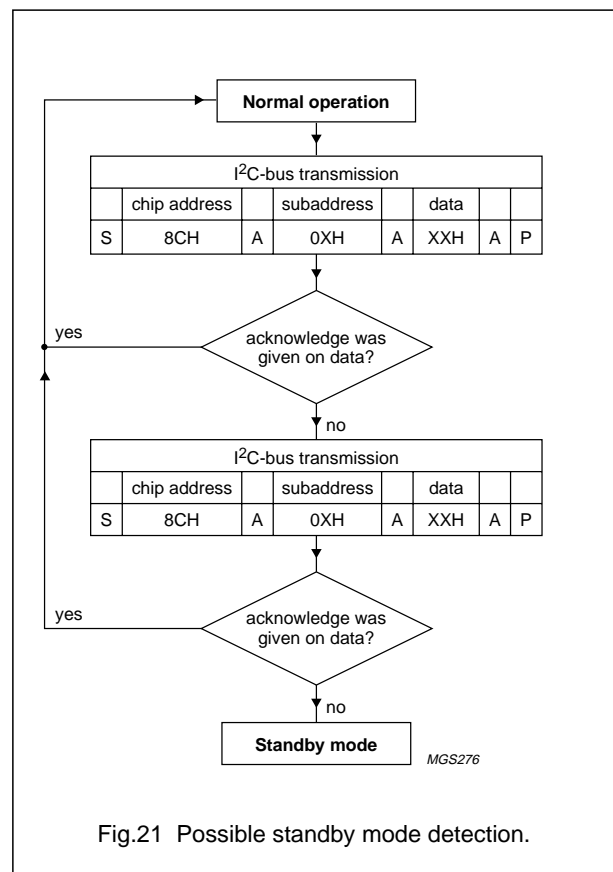 Normal operation
I²C-bus transmission
chip address subaddress data
S 8CH A 0XH A XXH A P
yes
acknowledge was
given on data?
no
I²C-bus transmission
chip address subaddress data
S 8CH A 0XH A XXH A P
yes
acknowledge was
given on data?
no
Standby mode
MGS276
Fig.21 Possible standby mode detection.